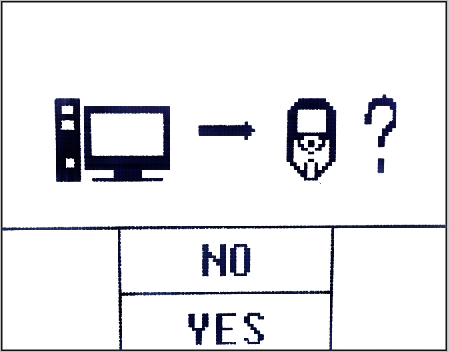 ?
NO
YES